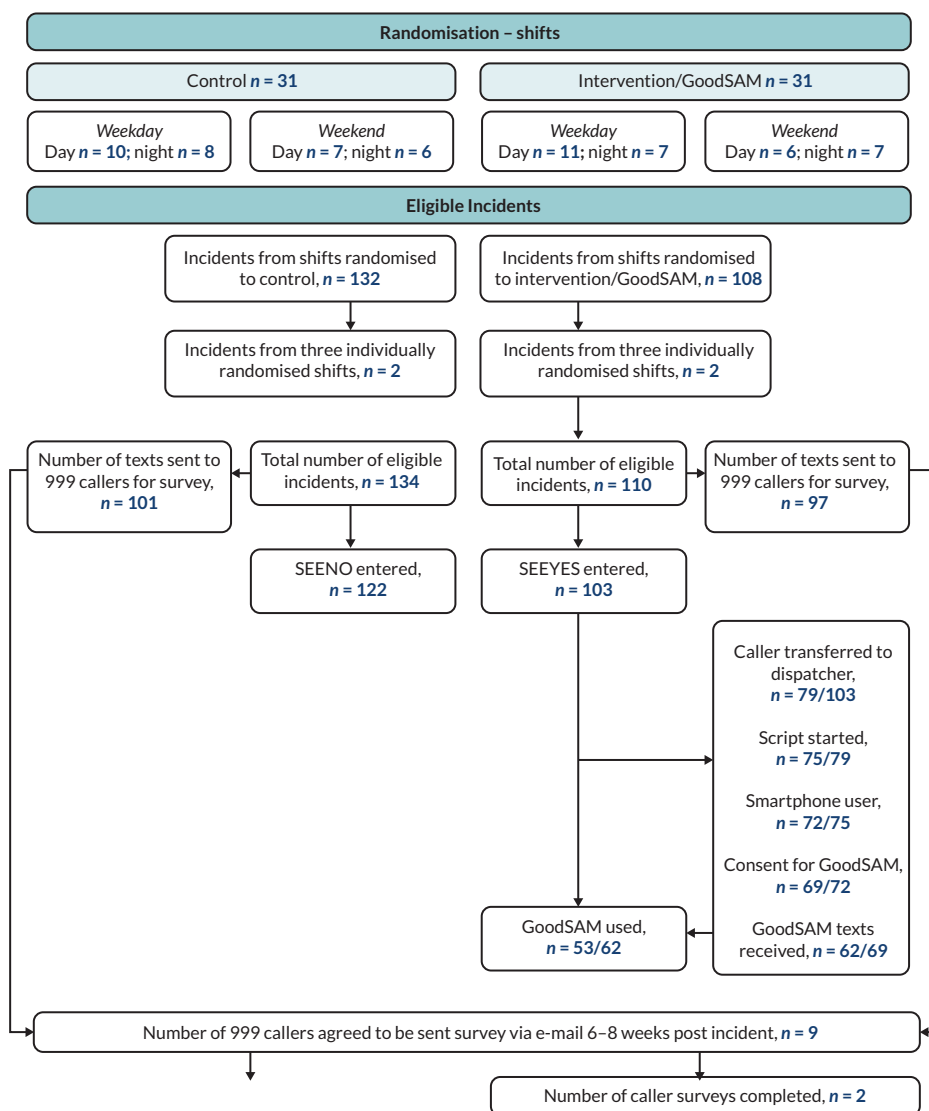 Randomisation – shifts
Control n = 31
Intervention/GoodSAM n = 31
Weekday
Day n = 10; night n = 8
Weekend
Day n = 7; night n = 6
Weekday
Day n = 11; night n = 7
Weekend
Day n = 6; night n = 7
Eligible Incidents
Incidents from shifts randomised
to control, n = 132
Incidents from shifts randomised
to intervention/GoodSAM, n = 108
Incidents from three individually
randomised shifts, n = 2
Incidents from three individually
randomised shifts, n = 2
Number of texts sent to
999 callers for survey,
n = 101
Total number of eligible
incidents, n = 134
Total number of eligible
incidents, n = 110
Number of texts sent to
999 callers for survey,
n = 97
SEENO entered,
n = 122
SEEYES entered,
n = 103
Caller transferred to
dispatcher,
n = 79/103
Script started,
n = 75/79
Smartphone user,
n = 72/75
Consent for GoodSAM,
n = 69/72
GoodSAM texts
received, n = 62/69
GoodSAM used,
n = 53/62
Number of 999 callers agreed to be sent survey via e-mail 6–8 weeks post incident, n = 9
Number of caller surveys completed, n = 2